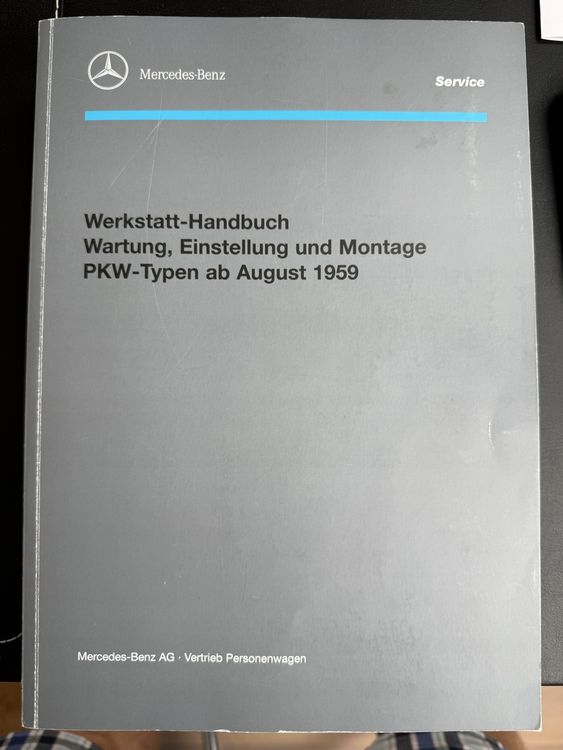 Mercedes-Benz
Service
Werkstatt-Handbuch
Wartung, Einstellung und Montage
PKW-Typen ab August 1959
Mercedes-Benz AG · Vertrieb Personenwagen